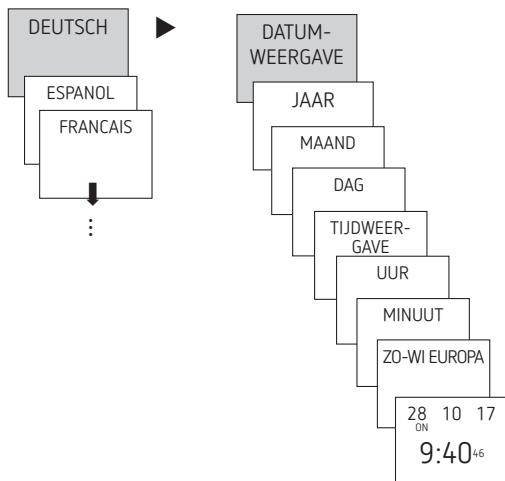 DEUTSCH
ESPANOL
FRANCAIS
DATUM-
WEERGAVE
JAAR
MAAND
DAG
TIJDWEER-
GAVE
UUR
MINUUT
ZO-WI EUROPA
28 10 17
ON
9:40 46